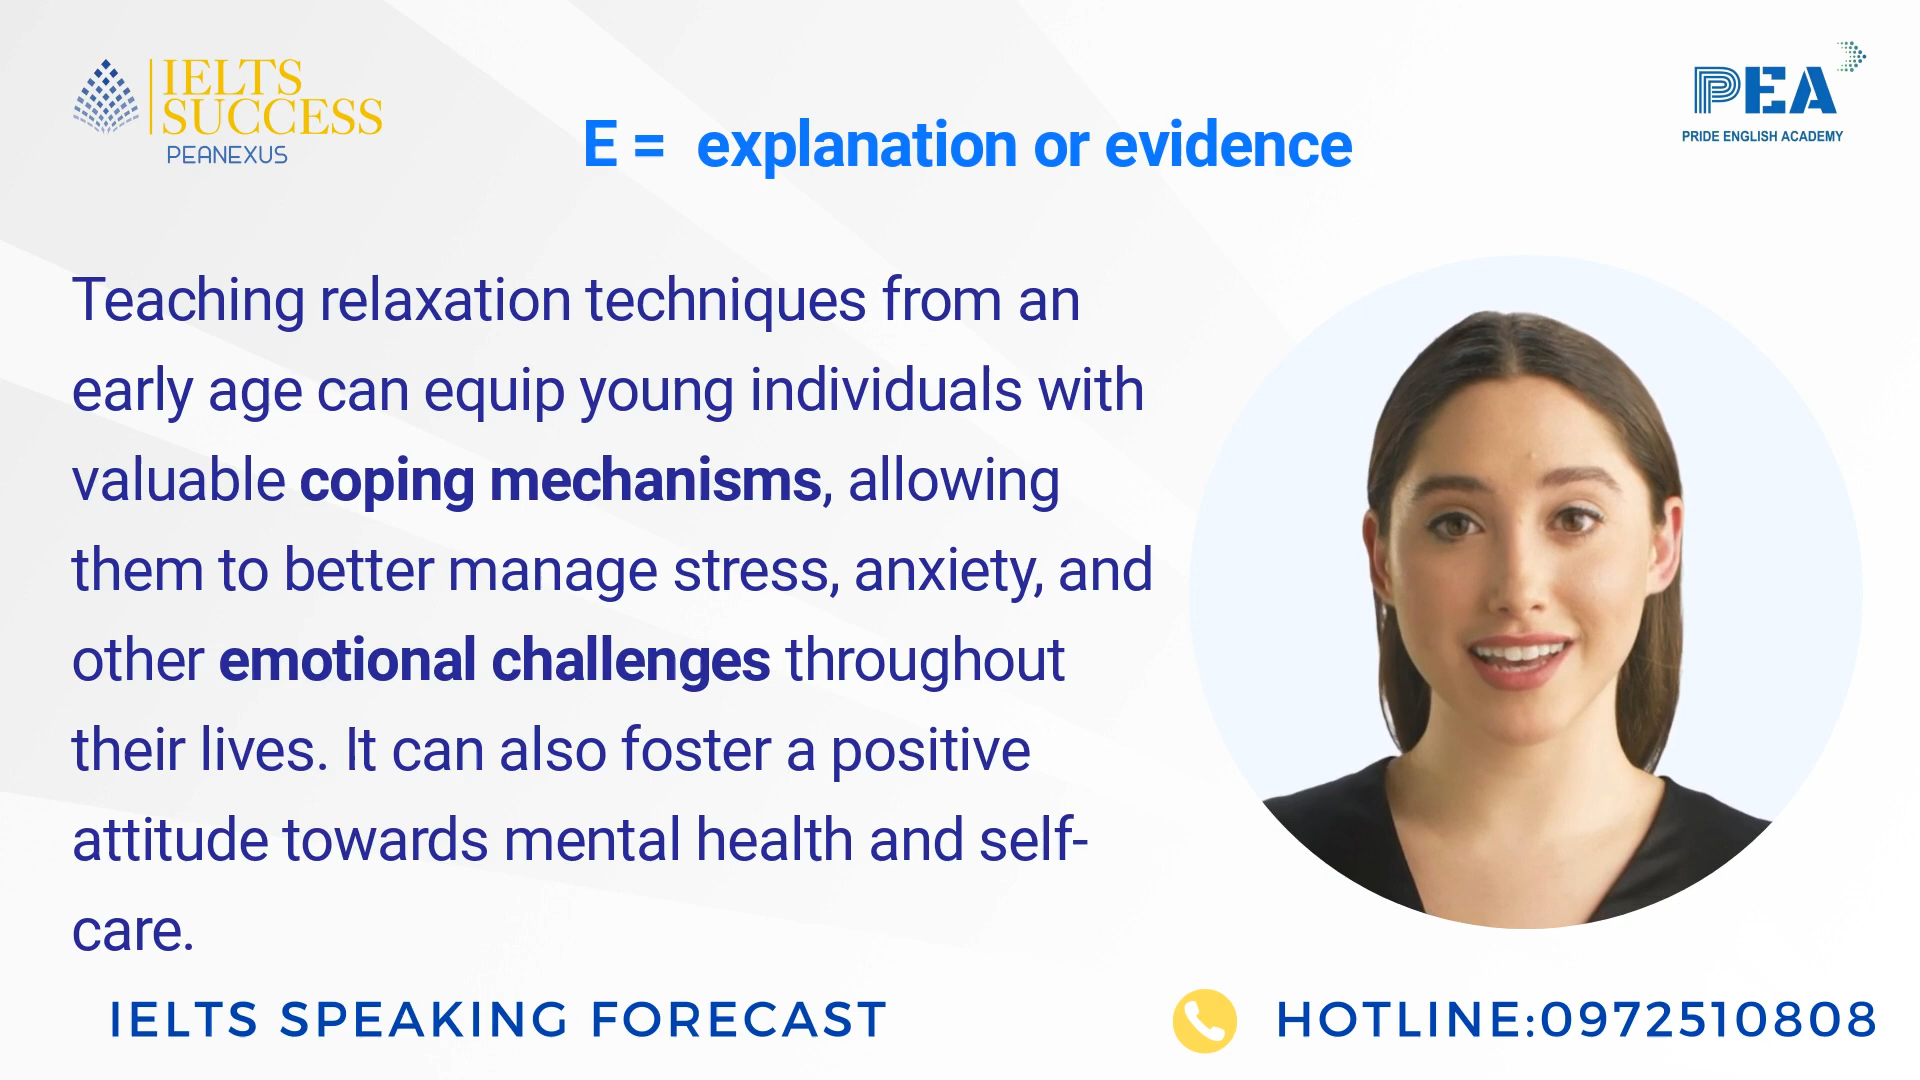 IELTS
SUCCESS
PEANEXUS
PEA
PRIDE ENGLISH ACADEMY
E = explanation or evidence
Teaching relaxation techniques from an
early age can equip young individuals with
valuable coping mechanisms, allowing
them to better manage stress, anxiety, and
other emotional challenges throughout
their lives. It can also foster a positive
attitude towards mental health and self-
care.
IELTS SPEAKING FORECAST
HOTLINE:0972510808